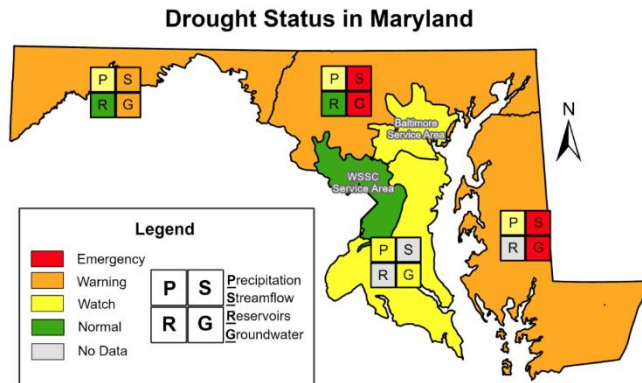 Drought Status in Maryland
P S
R G
P S
R G
Baltimore
Service Area
N
WSSC
Service Area
P S
R G
P S
R G
Legend
Emergency
Warning
Watch
Normal
No Data
P S
R G
Precipitation
Streamflow
Reservoirs
Groundwater